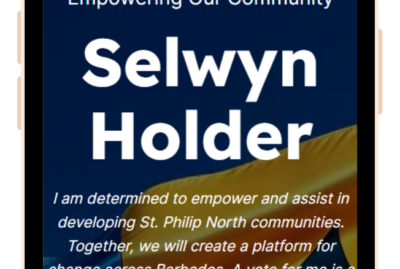 Empowering Our Community
Selwyn
Holder
I am determined to empower and assist in
developing St. Philip North communities.
Together, we will create a platform for
change across Barbados. A vote for me is a